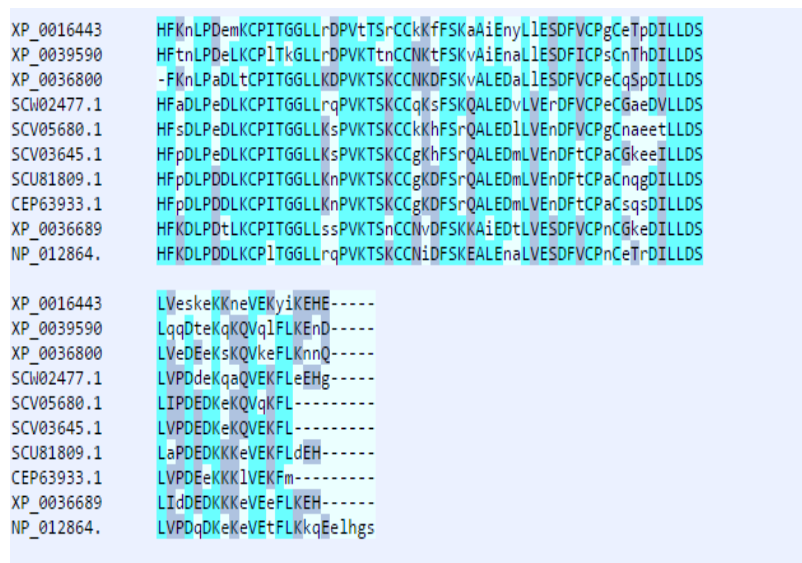 XP_0016443 HFKnLPDemKCPITGGLLrDPVtTSrCCkKfFSKaAiEnyLlESDFVCPgCeTpDILLDS
XP_0039590 HFtnLPDeLKCPlTkGLLrDPVKTtnCCNKtFSKvAiEnaLlESDFICPsCnThDILLDS
XP_0036800 -FKnLPaDLtCPITGGLLKDPVKTSKCCNKDFSKvALEDaLlESDFVCPeCqSpDILLDS
SCW02477.1 HFaDLPeDLKCPITGGLLrqPVKTSKCCqKsFSKQALEDvLVErDFVCPeCGaeDVLLDS
SCV05680.1 HFsDLPeDLKCPITGGLLKsPVKTSKCCkKhFSrQALEDlLVEnDFVCPgCnaeetLLDS
SCV03645.1 HFpDLPeDLKCPITGGLLKsPVKTSKCCgKhFSrQALEDmLVEnDFtCPaCGkeeILLDS
SCU81809.1 HFpDLPDDLKCPITGGLLKnPVKTSKCCgKDFSrQALEDmLVEnDFtCPaCnqgDILLDS
CEP63933.1 HFpDLPDDLKCPITGGLLKnPVKTSKCCgKDFSrQALEDmLVEnDFtCPaCsqsDILLDS
XP_0036689 HFKDLPDtLKCPITGGLLssPVKTSnCCNvDFSKKAiEDtLVESDFVCPnCGkeDILLDS
NP_012864. HFKDLPDDLKCPlTGGLLrqPVKTSKCCNiDFSKEALEnaLVESDFVCPnCeTrDILLDS
XP_0016443 LVeskeKKneVEKyiKEHE-----
XP_0039590 LqqDteKqKQVqlFLKEnD-----
XP_0036800 LVeDEeKsKQVkeFLKnnQ-----
SCW02477.1 LVPDdeKqaQVEKFLeEHg-----
SCV05680.1 LIPDEDKeKQVqKFL---------
SCV03645.1 LVPDEDKeKQVEKFL---------
SCU81809.1 LaPDEDKKKeVEKFLdEH------
CEP63933.1 LVPDEeKKKlVEKFm---------
XP_0036689 LIdDEDKKKeVEeFLKEH------
NP_012864. LVPDqDKeKeVEtFLKkqEelhgs